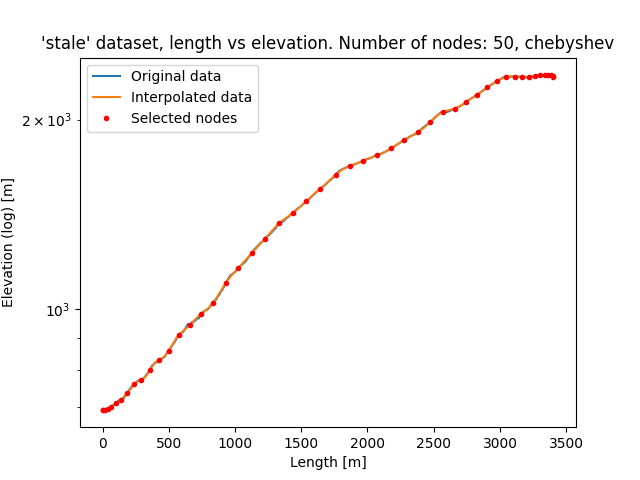 'stale' dataset, length vs elevation. Number of nodes: 50, chebyshev
Original data
Interpolated data
Selected nodes
2 × 10³
10³
Elevation (log) [m]
0 500 1000 1500 2000 2500 3000 3500
Length [m]